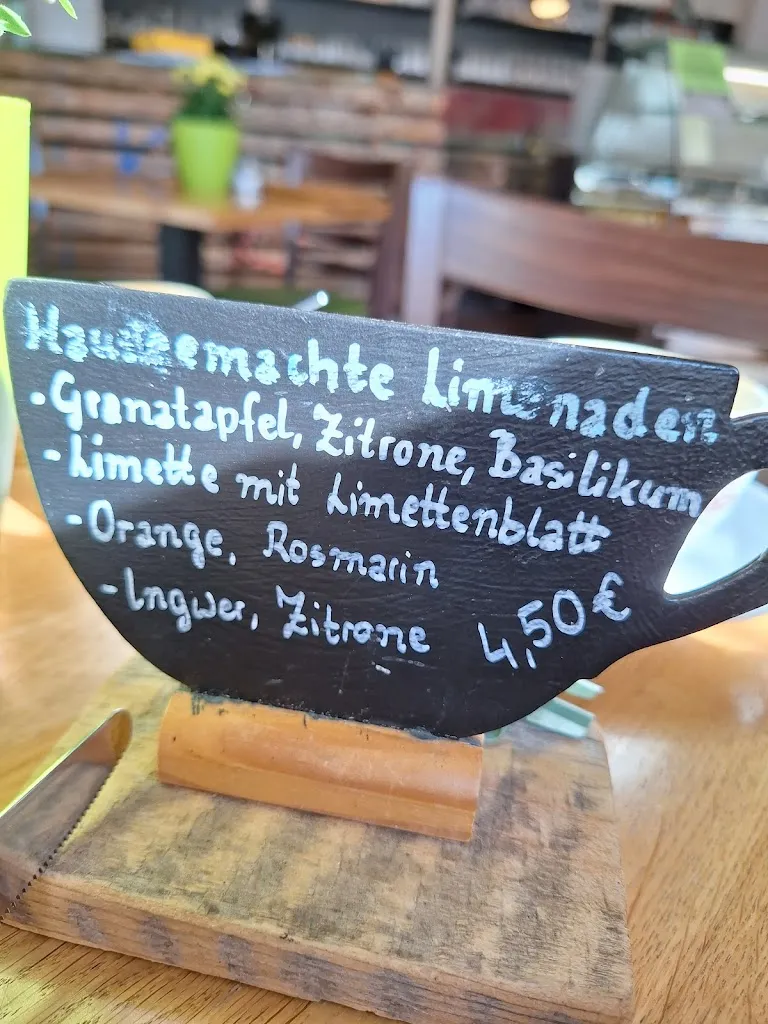 Hausgemachte Limonaden
- Granatapfel, Zitrone, Basilikum
- Limette mit Limettenblatt
- Orange, Rosmarin
- Ingwer, Zitrone 4,50 €